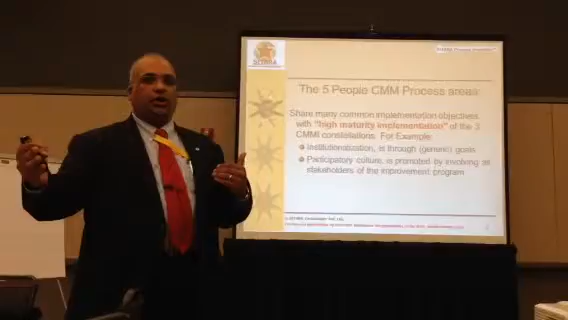 SITARA
The 5 People CMM Process areas
Share many common implementation objectives
with "high maturity implementation" of the 3
CMMI constellations. For Example:
Institutionalization, is through (generic) goals
Participatory culture, is promoted by involving all
stakeholders of the improvement program